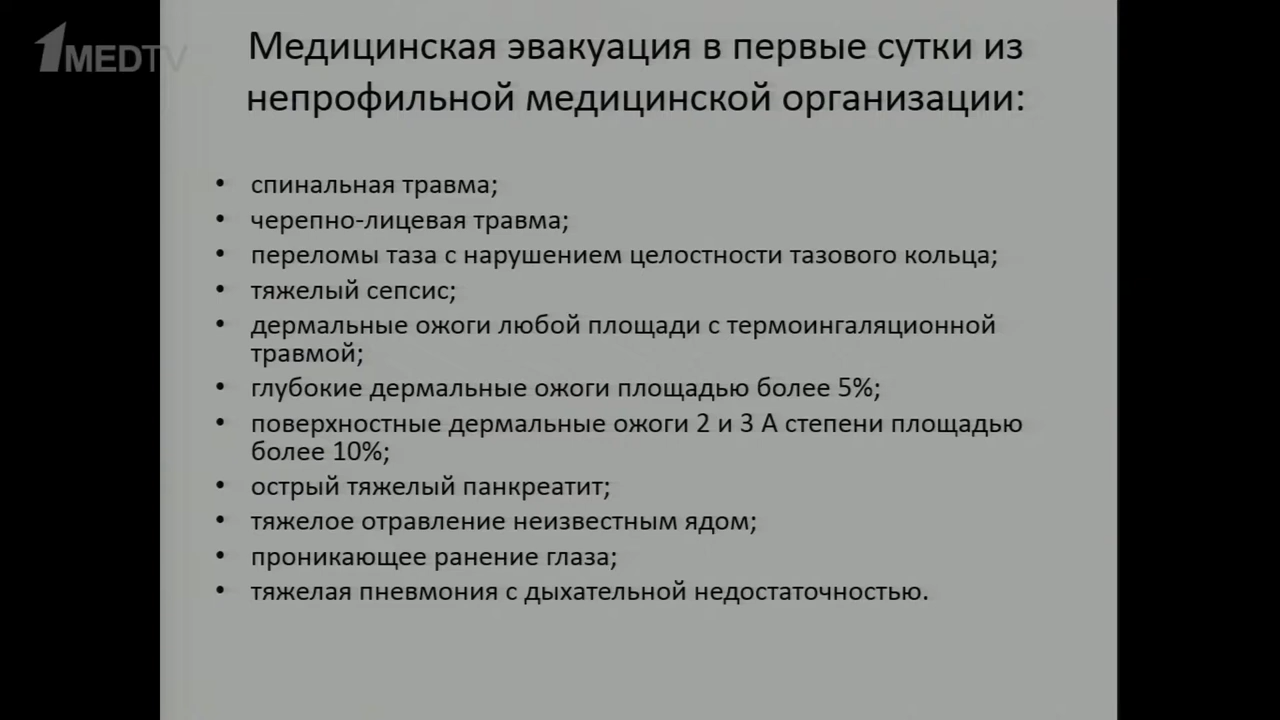 1MEDTV
Медицинская эвакуация в первые сутки из
непрофильной медицинской организации:
• спинальная травма;
• черепно-лицевая травма;
• переломы таза с нарушением целостности тазового кольца;
• тяжелый сепсис;
• дермальные ожоги любой площади с термоингаляционной
травмой;
• глубокие дермальные ожоги площадью более 5%;
• поверхностные дермальные ожоги 2 и 3 А степени площадью
более 10%;
• острый тяжелый панкреатит;
• тяжелое отравление неизвестным ядом;
• проникающее ранение глаза;
• тяжелая пневмония с дыхательной недостаточностью.